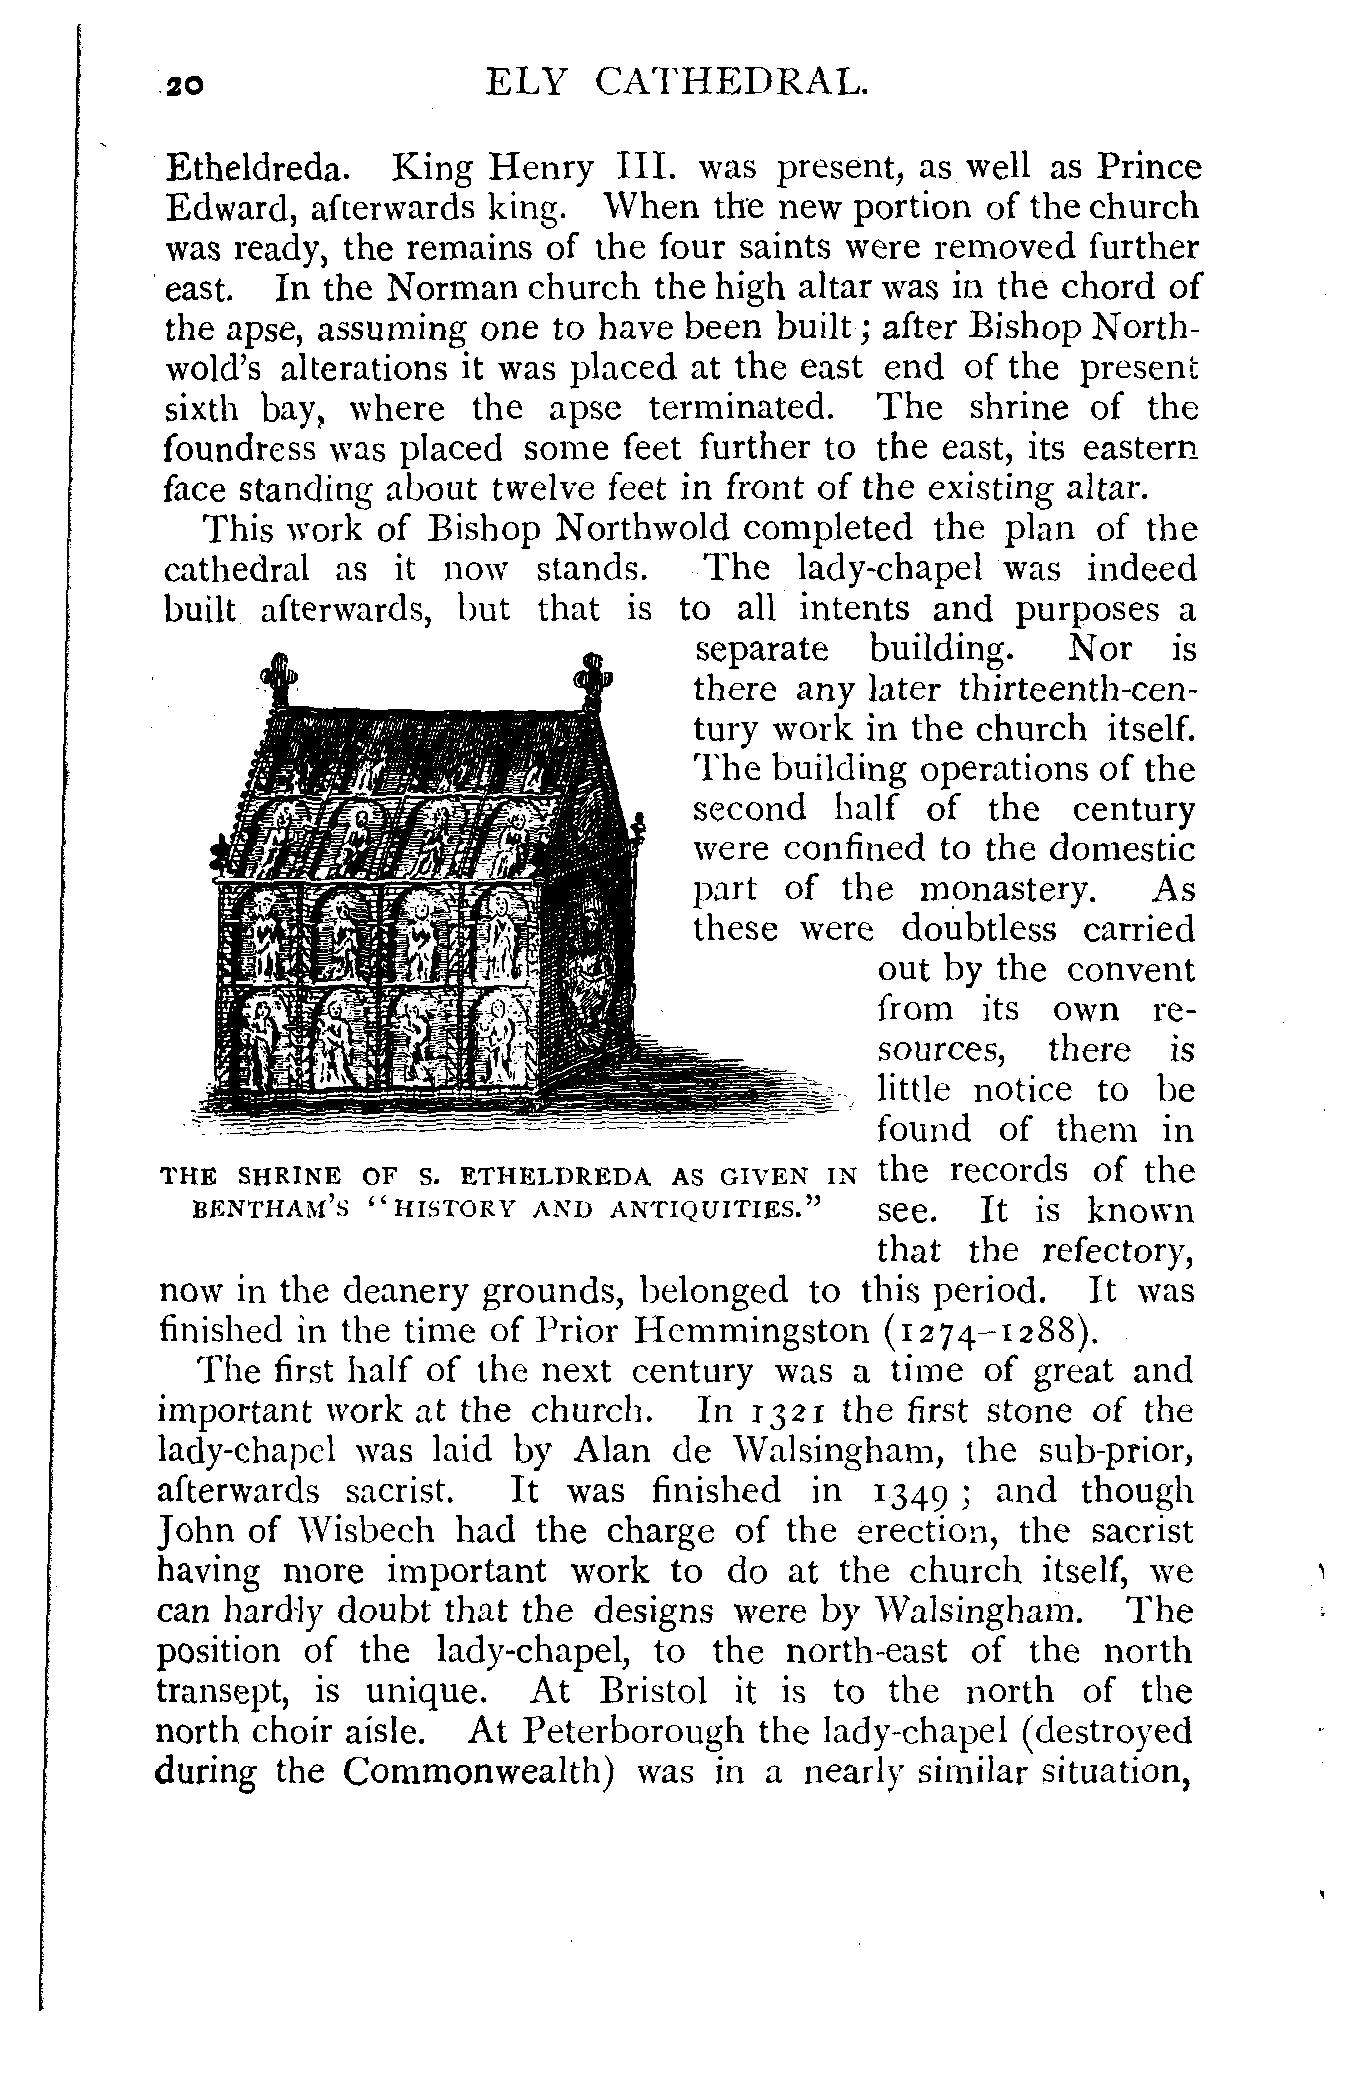 20 ELY CATHEDRAL.
Etheldreda. King Henry III. was present, as well as Prince
Edward, afterwards king. When the new portion of the church
was ready, the remains of the four saints were removed further
east. In the Norman church the high altar was in the chord of
the apse, assuming one to have been built; after Bishop North-
wold's alterations it was placed at the east end of the present
sixth bay, where the apse terminated. The shrine of the
foundress was placed some feet further to the east, its eastern
face standing about twelve feet in front of the existing altar.
This work of Bishop Northwold completed the plan of the
cathedral as it now stands. The lady-chapel was indeed
built afterwards, but that is to all intents and purposes a
separate building. Nor is
there any later thirteenth-cen-
tury work in the church itself.
The building operations of the
second half of the century
were confined to the domestic
part of the monastery. As
these were doubtless carried
out by the convent
from its own re-
sources, there is
little notice to be
found of them in
the records of the
see. It is known
that the refectory,
THE SHRINE OF S. ETHELDREDA AS GIVEN IN
BENTHAM'S "HISTORY AND ANTIQUITIES."
now in the deanery grounds, belonged to this period. It was
finished in the time of Prior Hemmingston (1274–1288).
The first half of the next century was a time of great and
important work at the church. In 1321 the first stone of the
lady-chapel was laid by Alan de Walsingham, the sub-prior,
afterwards sacrist. It was finished in 1349; and though
John of Wisbech had the charge of the erection, the sacrist
having more important work to do at the church itself, we
can hardly doubt that the designs were by Walsingham. The
position of the lady-chapel, to the north-east of the north
transept, is unique. At Bristol it is to the north of the
north choir aisle. At Peterborough the lady-chapel (destroyed
during the Commonwealth) was in a nearly similar situation,